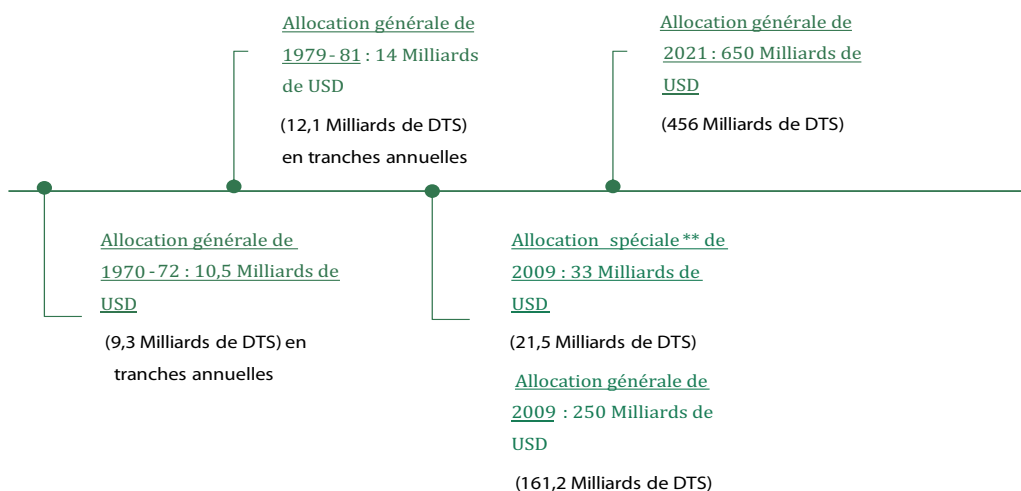 Allocation générale de
1979-81 : 14 Milliards
de USD
(12,1 Milliards de DTS)
en tranches annuelles
Allocation générale de
2021 : 650 Milliards de
USD
(456 Milliards de DTS)
Allocation générale de
1970-72 : 10,5 Milliards de
USD
(9,3 Milliards de DTS) en
tranches annuelles
Allocation spéciale** de
2009 : 33 Milliards de
USD
(21,5 Milliards de DTS)
Allocation générale de
2009 : 250 Milliards de
USD
(161,2 Milliards de DTS)